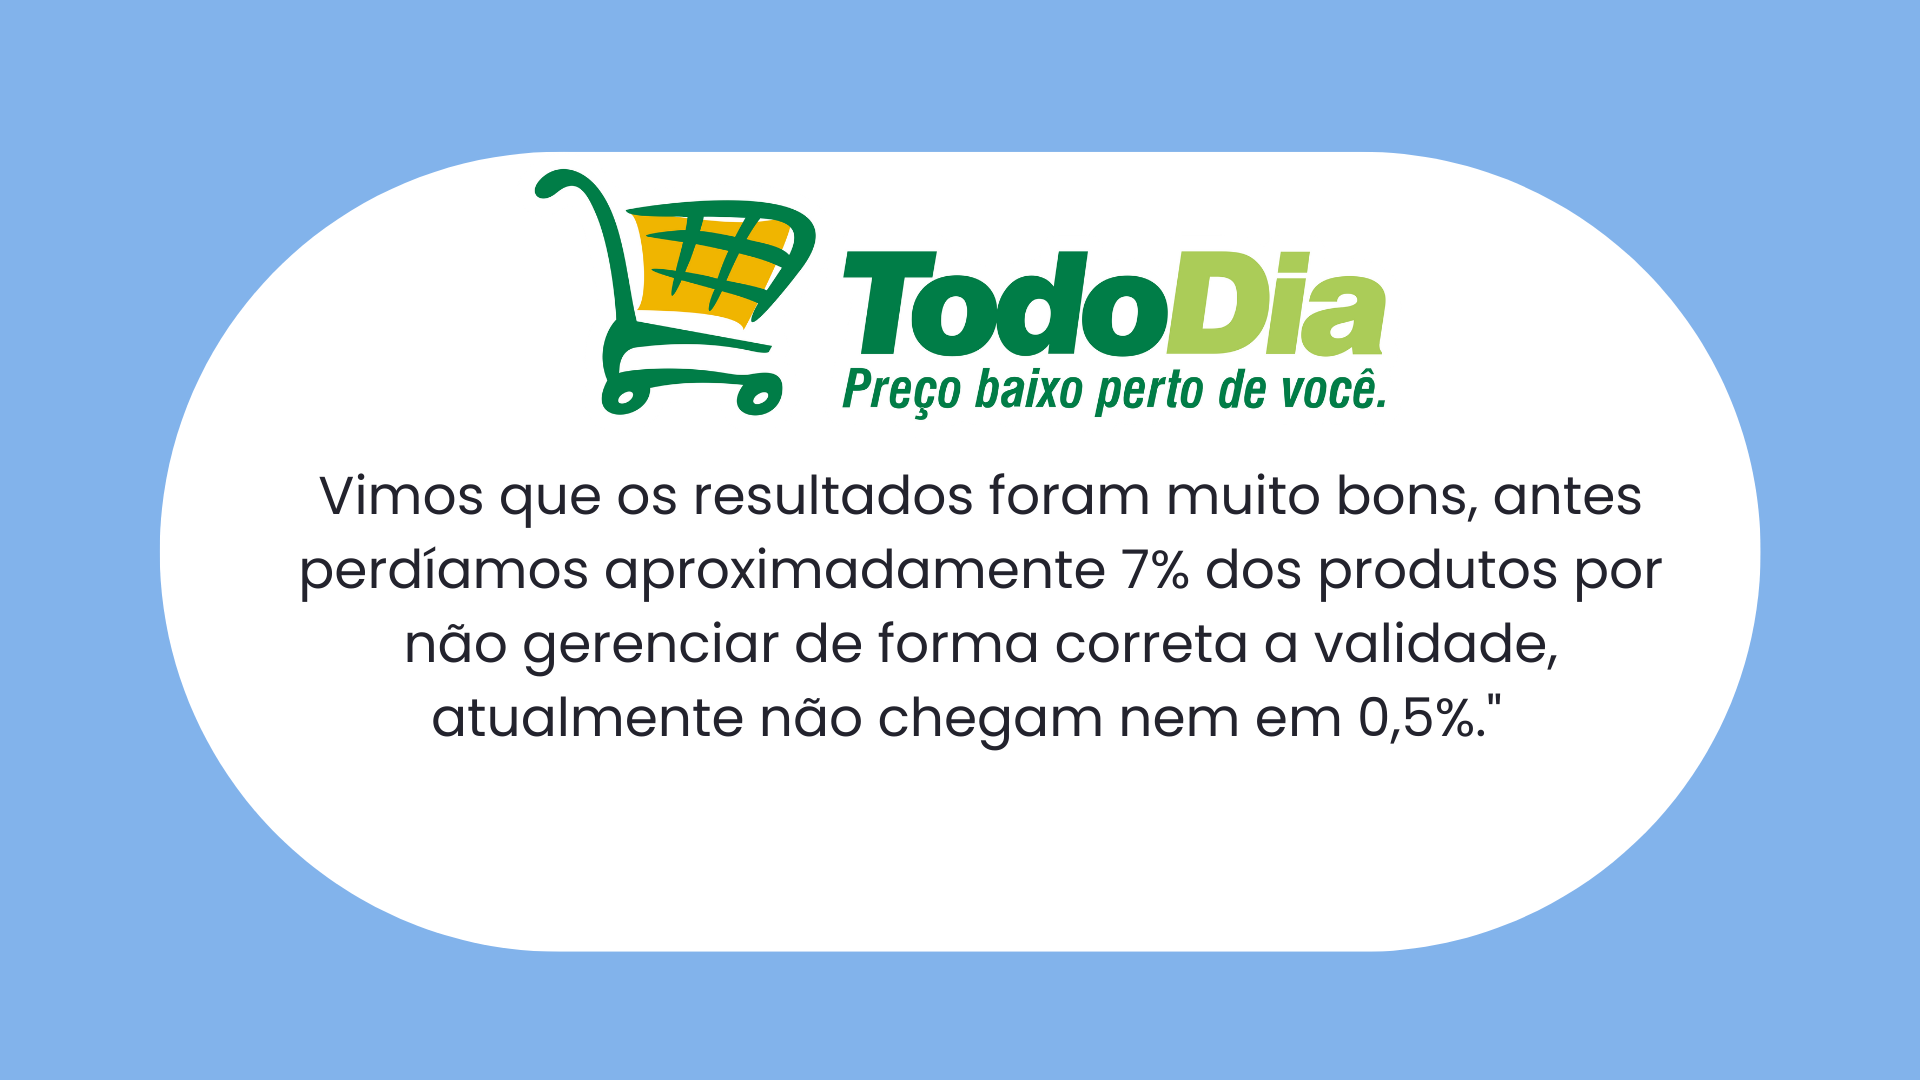 TodoDia
Preço baixo perto de você.
Vimos que os resultados foram muito bons, antes
perdíamos aproximadamente 7% dos produtos por
não gerenciar de forma correta a validade,
atualmente não chegam nem em 0,5%."